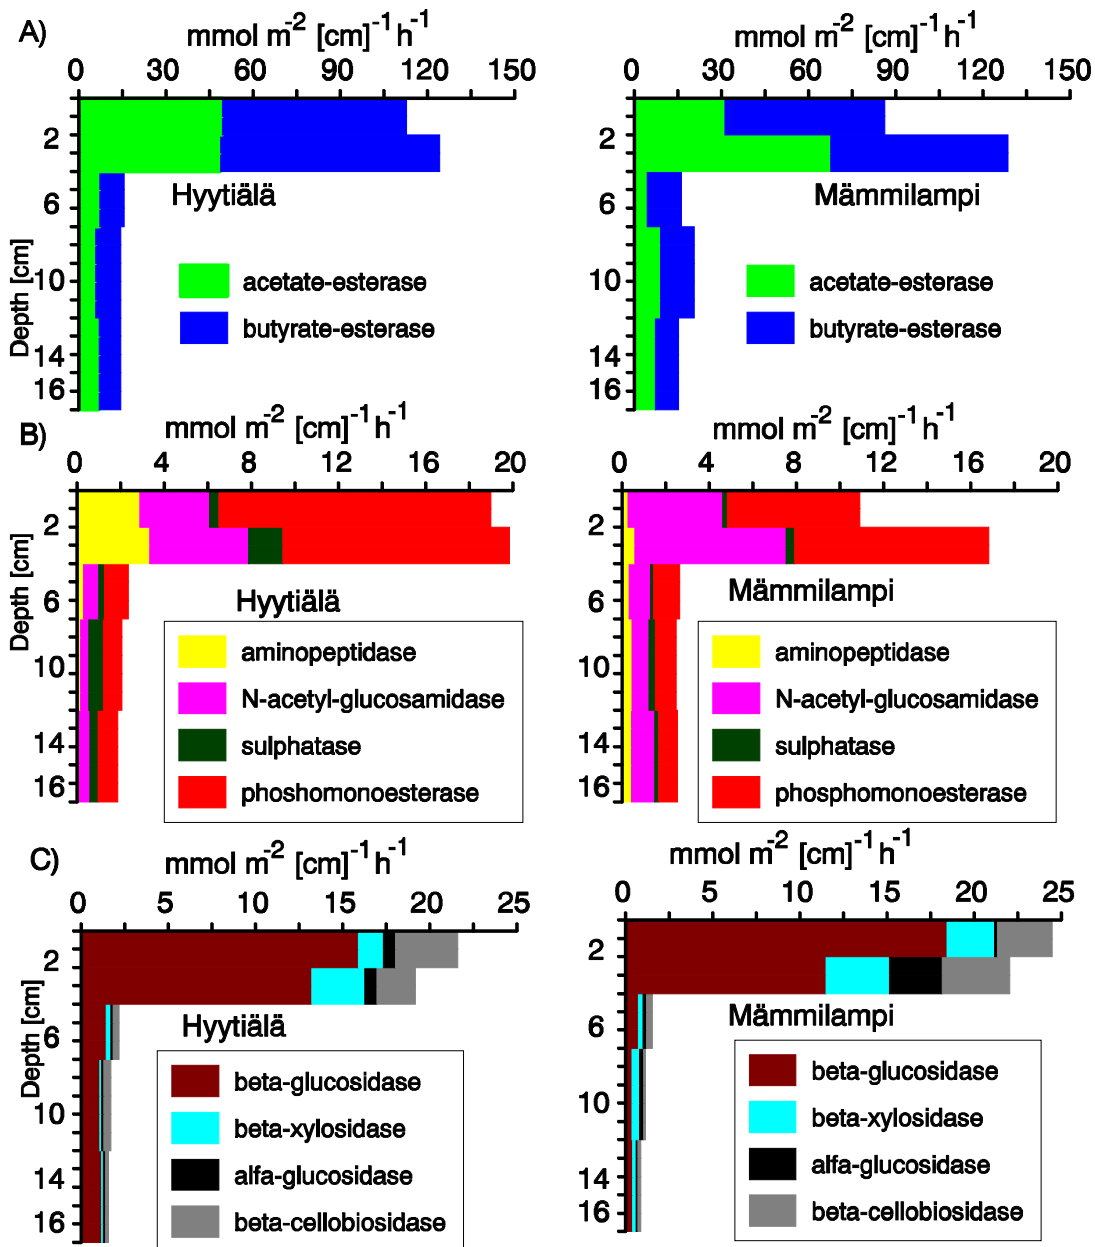 A)
mmol m-2 [cm]-1 h-1
mmol m-2 [cm]-1 h-1
0 30 60 90 120 150
0 30 60 90 120 150
2
6
10
14
16
Depth [cm]
Hyytiälä
acetate-esterase
butyrate-esterase
2
6
10
14
16
Mämmilampi
acetate-esterase
butyrate-esterase
B)
mmol m-2 [cm]-1 h-1
mmol m-2 [cm]-1 h-1
0 4 8 12 16 20
0 4 8 12 16 20
2
6
10
14
16
Depth [cm]
Hyytiälä
aminopeptidase
N-acetyl-glucosamidase
sulphatase
phoshomonoesterase
2
6
10
14
16
Mämmilampi
aminopeptidase
N-acetyl-glucosamidase
sulphatase
phosphomonoesterase
C)
mmol m-2 [cm]-1 h-1
mmol m-2 [cm]-1 h-1
0 5 10 15 20 25
0 5 10 15 20 25
2
6
10
14
16
Depth [cm]
Hyytiälä
beta-glucosidase
beta-xylosidase
alfa-glucosidase
beta-cellobiosidase
2
6
10
14
16
Mämmilampi
beta-glucosidase
beta-xylosidase
alfa-glucosidase
beta-cellobiosidase